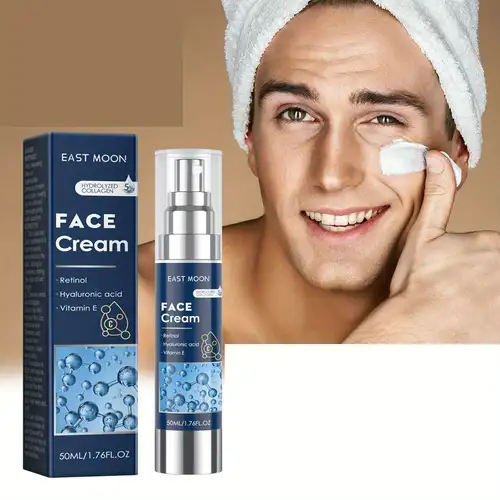 EAST MOON
HYDROLYZED
COLLAGEN
5%
FACE
Cream
· Retinol
· Hyaluronic acid
· Vitamin E
E
50ML/1.76FL.OZ
EAST MOON
FACE
Cream
· Retinol
· Hyaluronic acid
· Vitamin E
E
50ML/1.76FL.OZ